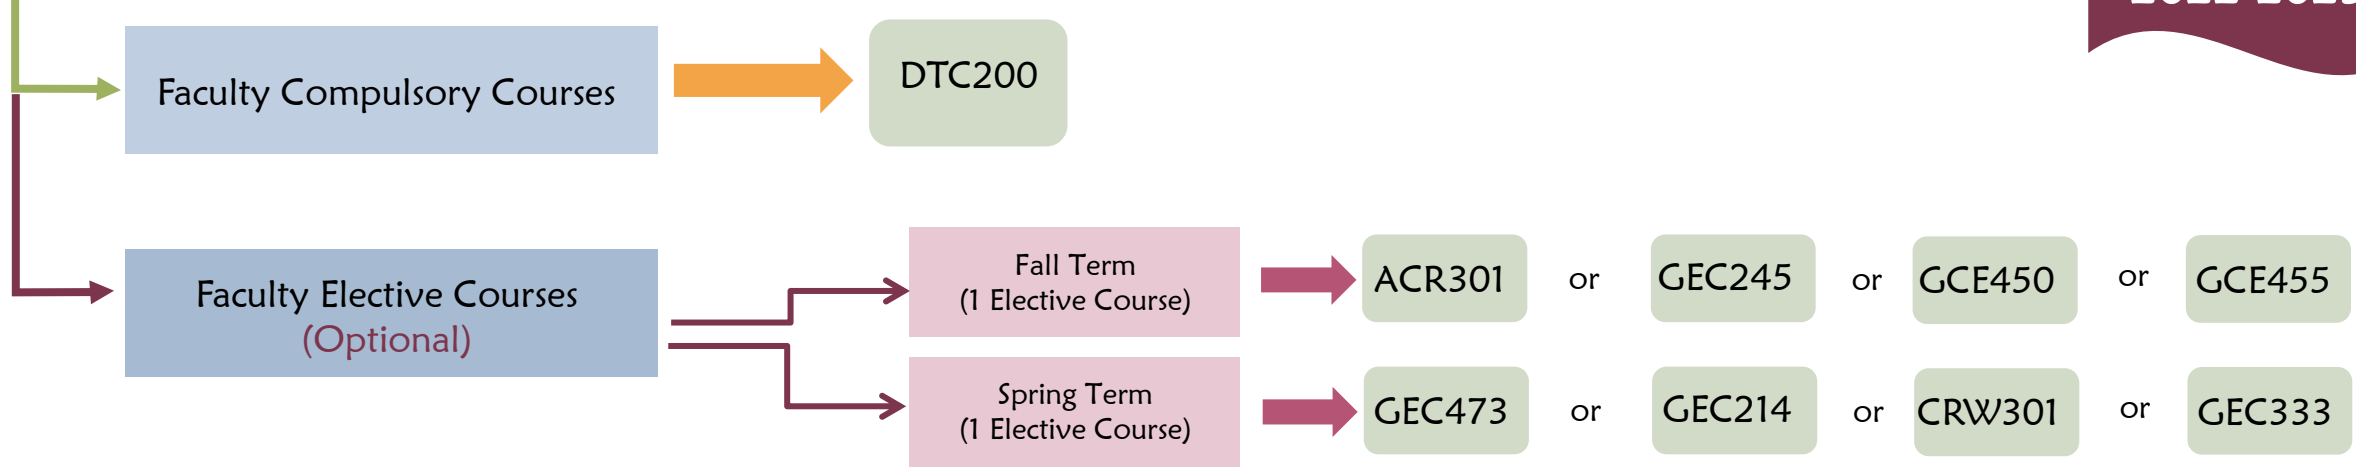 Faculty Compulsory Courses
DTC200
Faculty Elective Courses
(Optional)
Fall Term
(1 Elective Course)
ACR301 or GEC245 or GCE450 or GCE455
Spring Term
(1 Elective Course)
GEC473 or GEC214 or CRW301 or GEC333